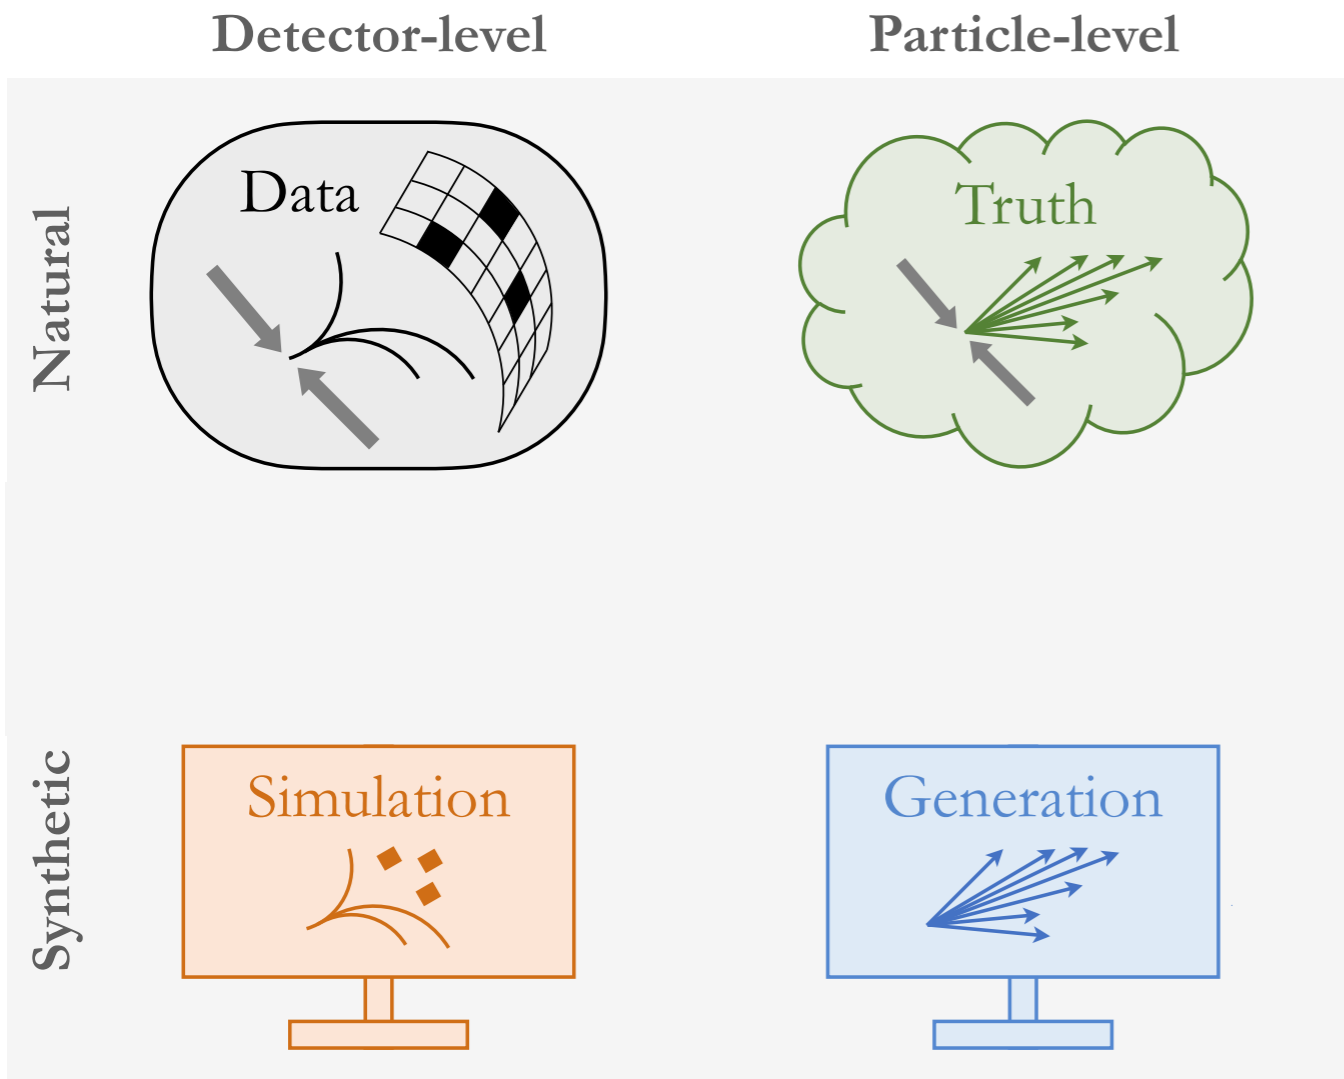 Detector-level
Particle-level
Natural
Data
Truth
Synthetic
Simulation
Generation